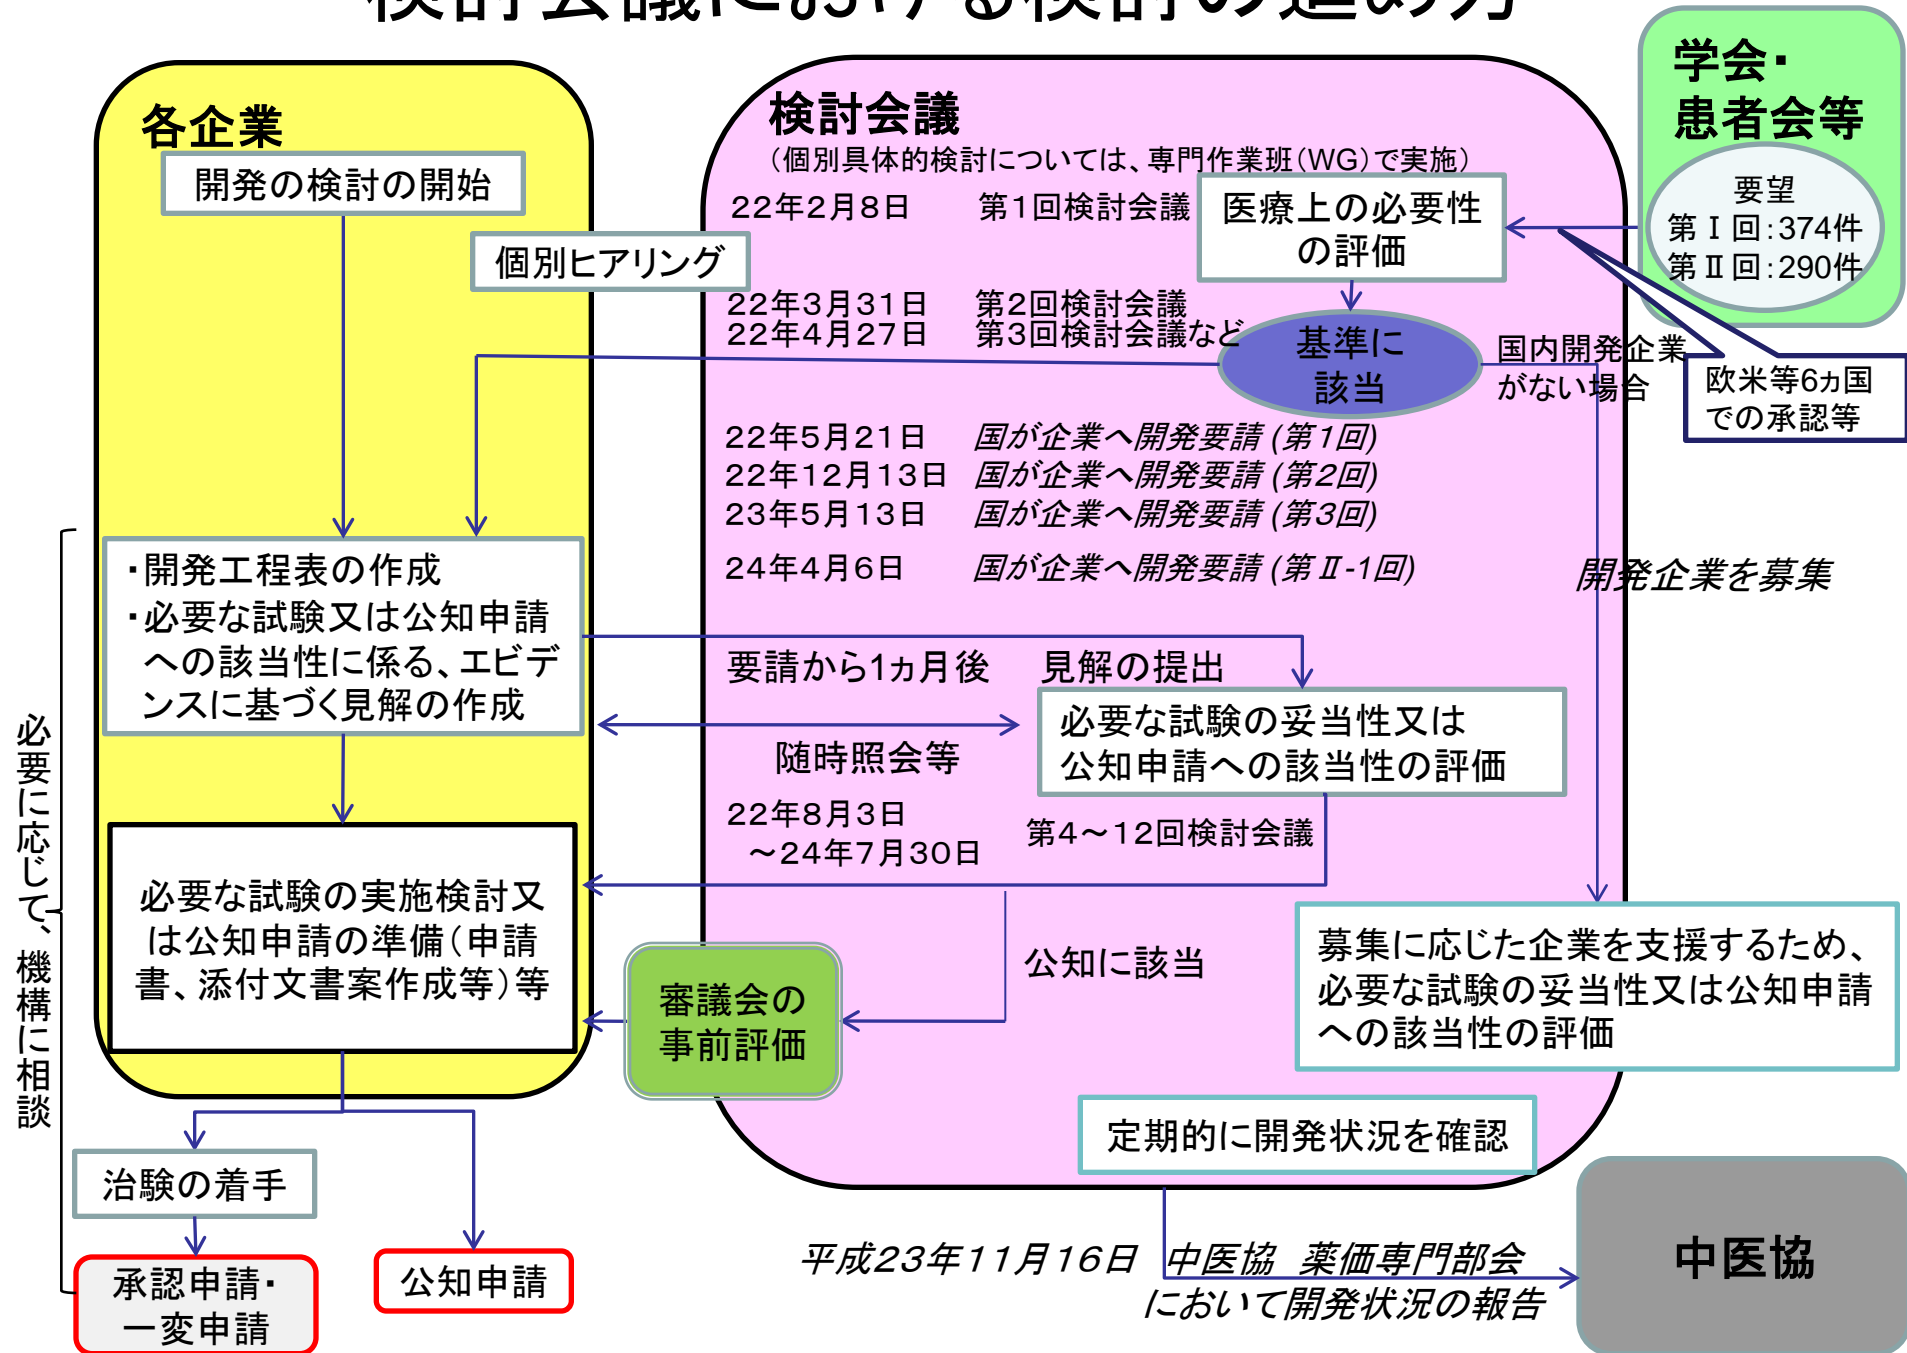 検討会議における検討の進め方
各企業
開発の検討の開始
個別ヒアリング
・開発工程表の作成
・必要な試験又は公知申請
への該当性に係る、エビデ
ンスに基づく見解の作成
必要な試験の実施検討又
は公知申請の準備(申請
書、添付文書案作成等)等
必要に応じて、機構に相談
治験の着手
承認申請・
一変申請
公知申請
検討会議
(個別具体的検討については、専門作業班(WG)で実施)
22年2月8日 第1回検討会議
医療上の必要性
の評価
22年3月31日 第2回検討会議
22年4月27日 第3回検討会議など
基準に
該当
国内開発企業
がない場合
22年5月21日 国が企業へ開発要請 (第1回)
22年12月13日 国が企業へ開発要請 (第2回)
23年5月13日 国が企業へ開発要請 (第3回)
24年4月6日 国が企業へ開発要請 (第Ⅱ-1回)
開発企業を募集
要請から1ヵ月後 見解の提出
必要な試験の妥当性又は
公知申請への該当性の評価
随時照会等
22年8月3日
～24年7月30日
第4～12回検討会議
公知に該当
審議会の
事前評価
募集に応じた企業を支援するため、
必要な試験の妥当性又は公知申請
への該当性の評価
定期的に開発状況を確認
平成23年11月16日 中医協 薬価専門部会
において開発状況の報告
中医協
学会・
患者会等
要望
第Ⅰ回:374件
第Ⅱ回:290件
欧米等6ヵ国
での承認等